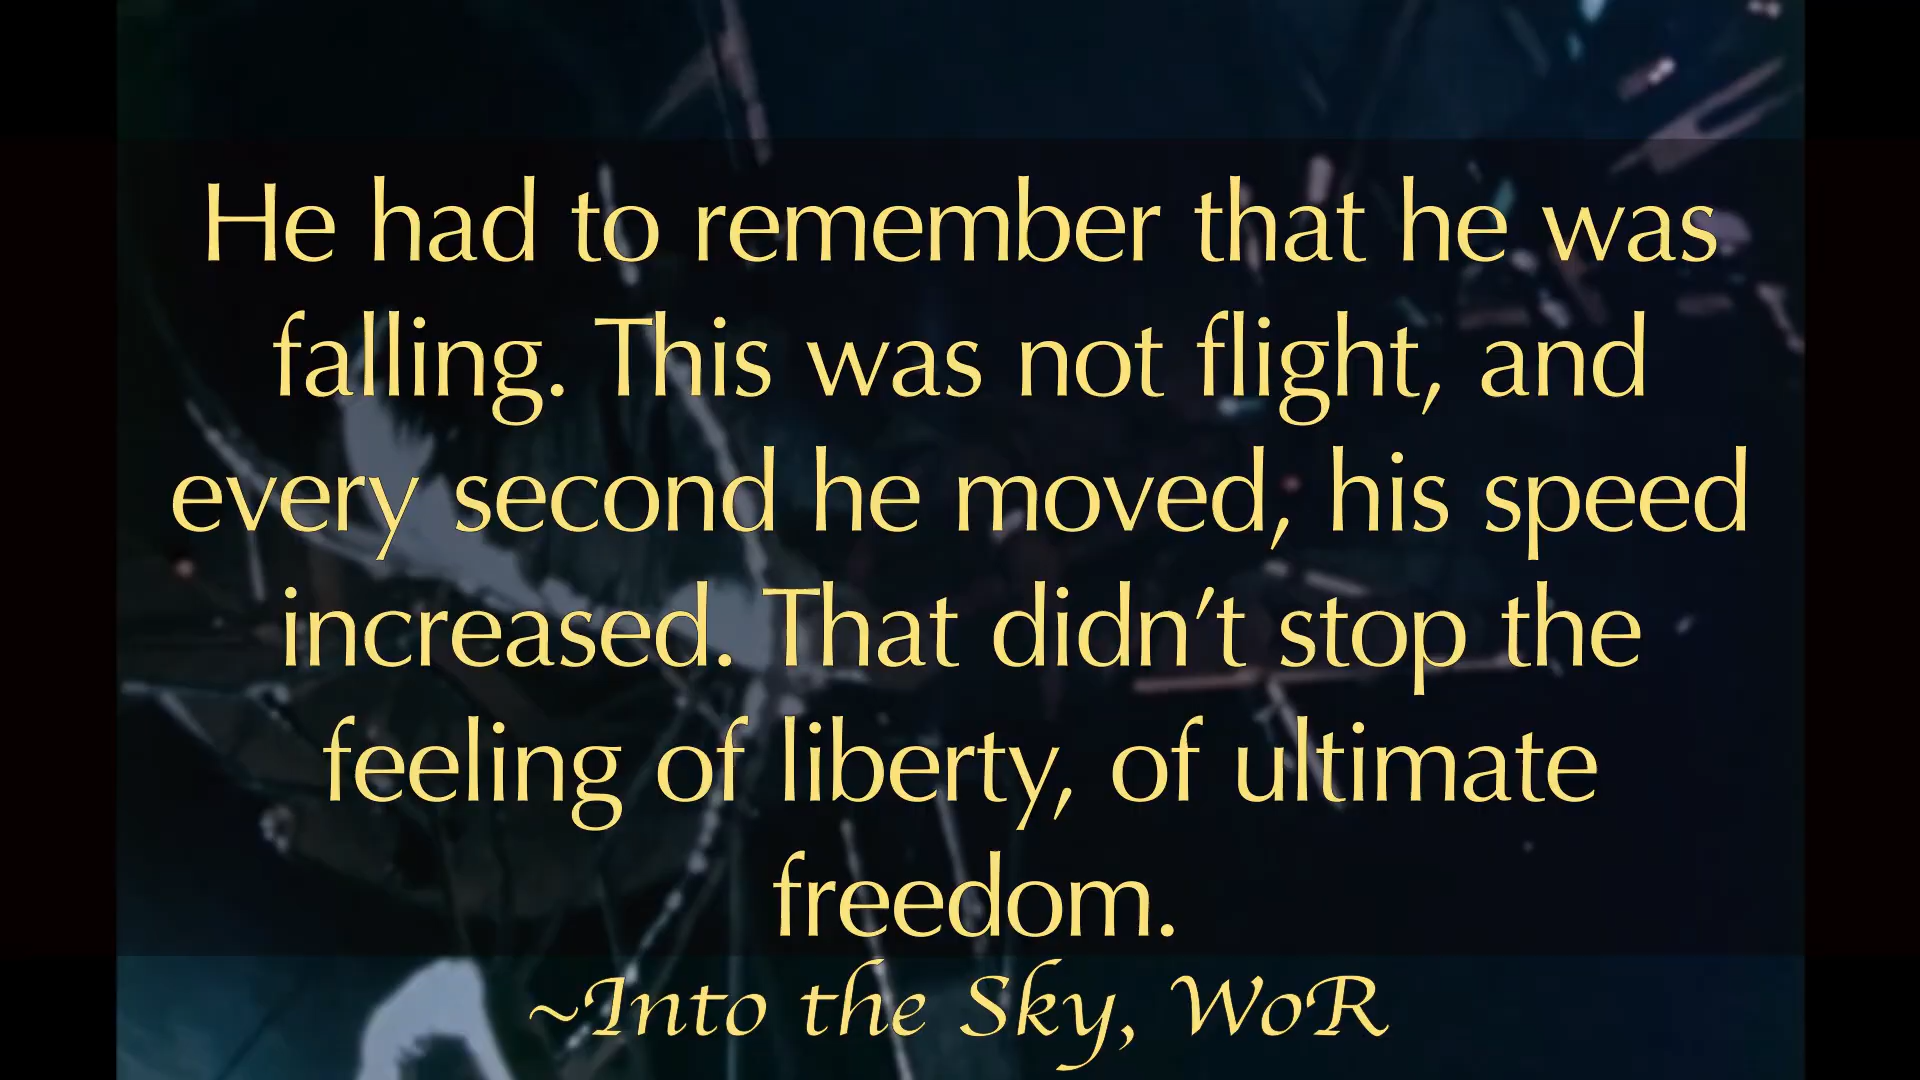 He had to remember that he was
falling. This was not flight, and
every second he moved, his speed
increased. That didn’t stop the
feeling of liberty, of ultimate
freedom.
~Into the Sky, WoR